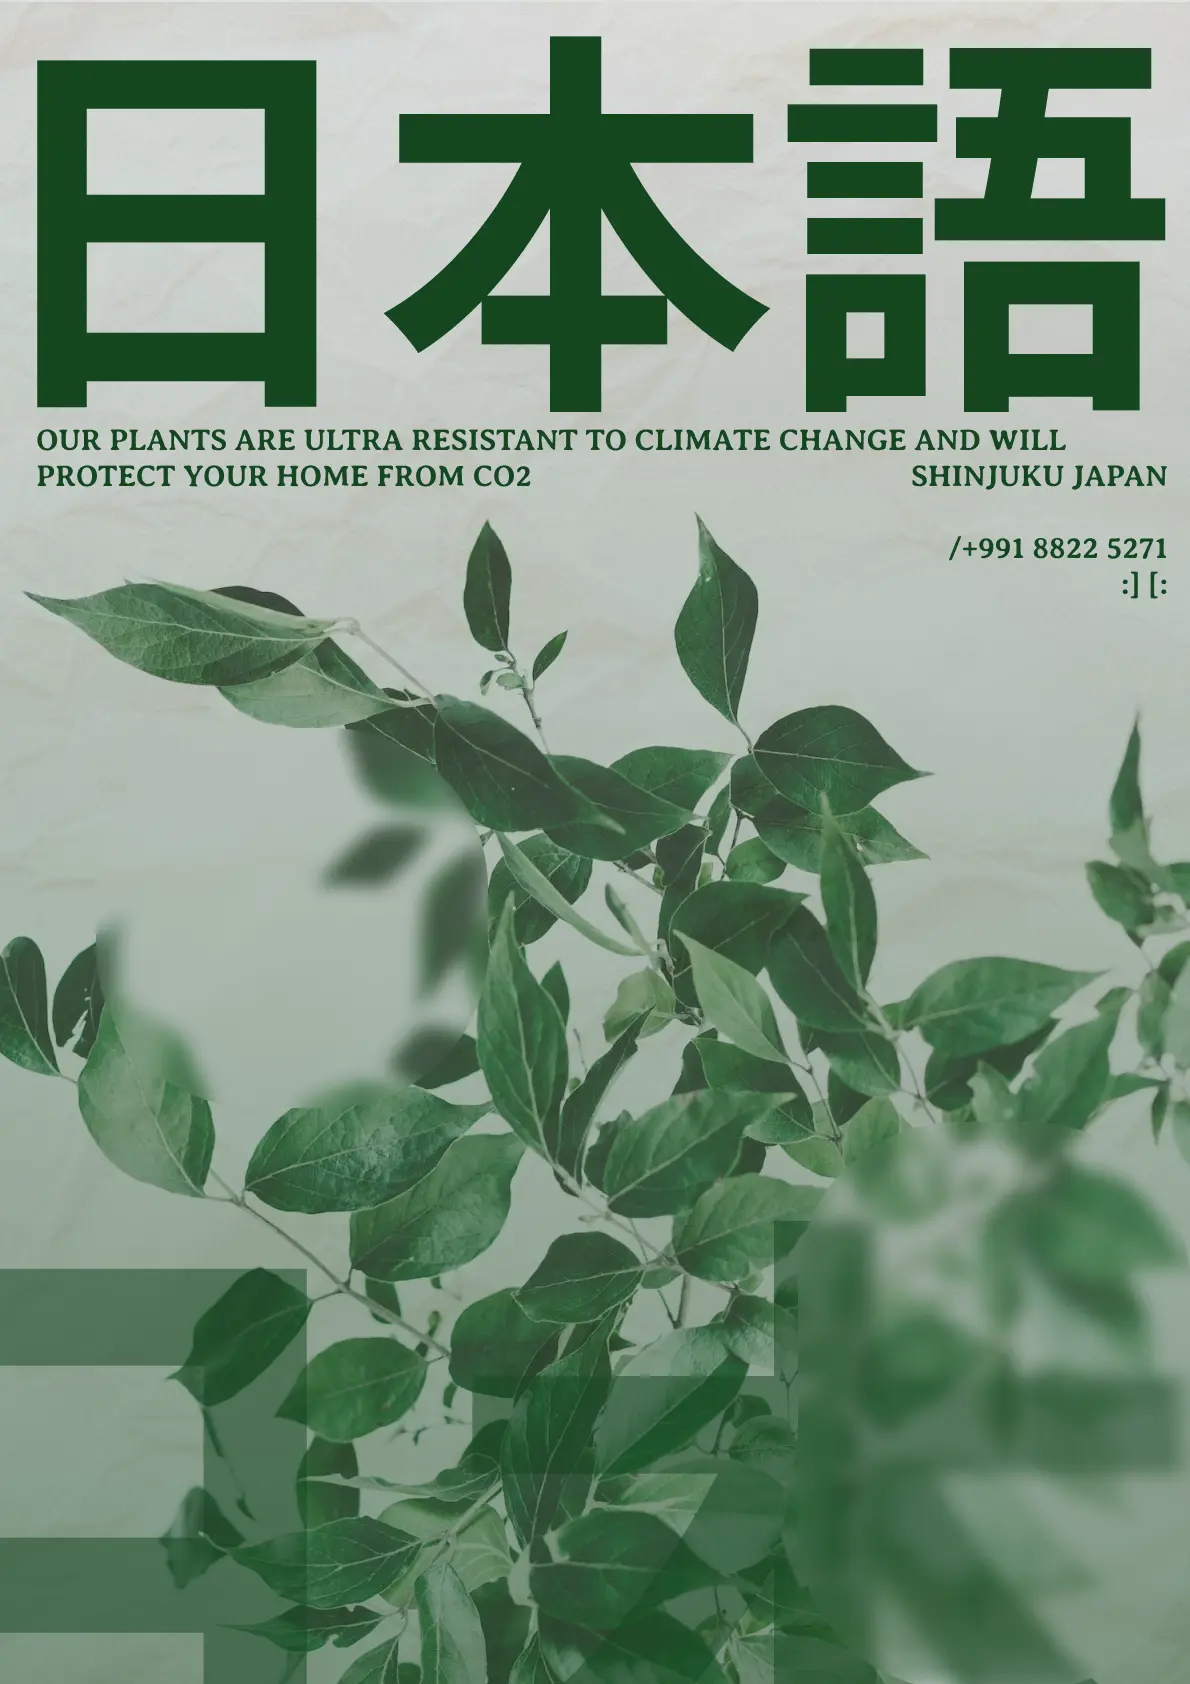 日本語
OUR PLANTS ARE ULTRA RESISTANT TO CLIMATE CHANGE AND WILL
PROTECT YOUR HOME FROM CO2
SHINJUKU JAPAN
/+991 8822 5271
:] [: